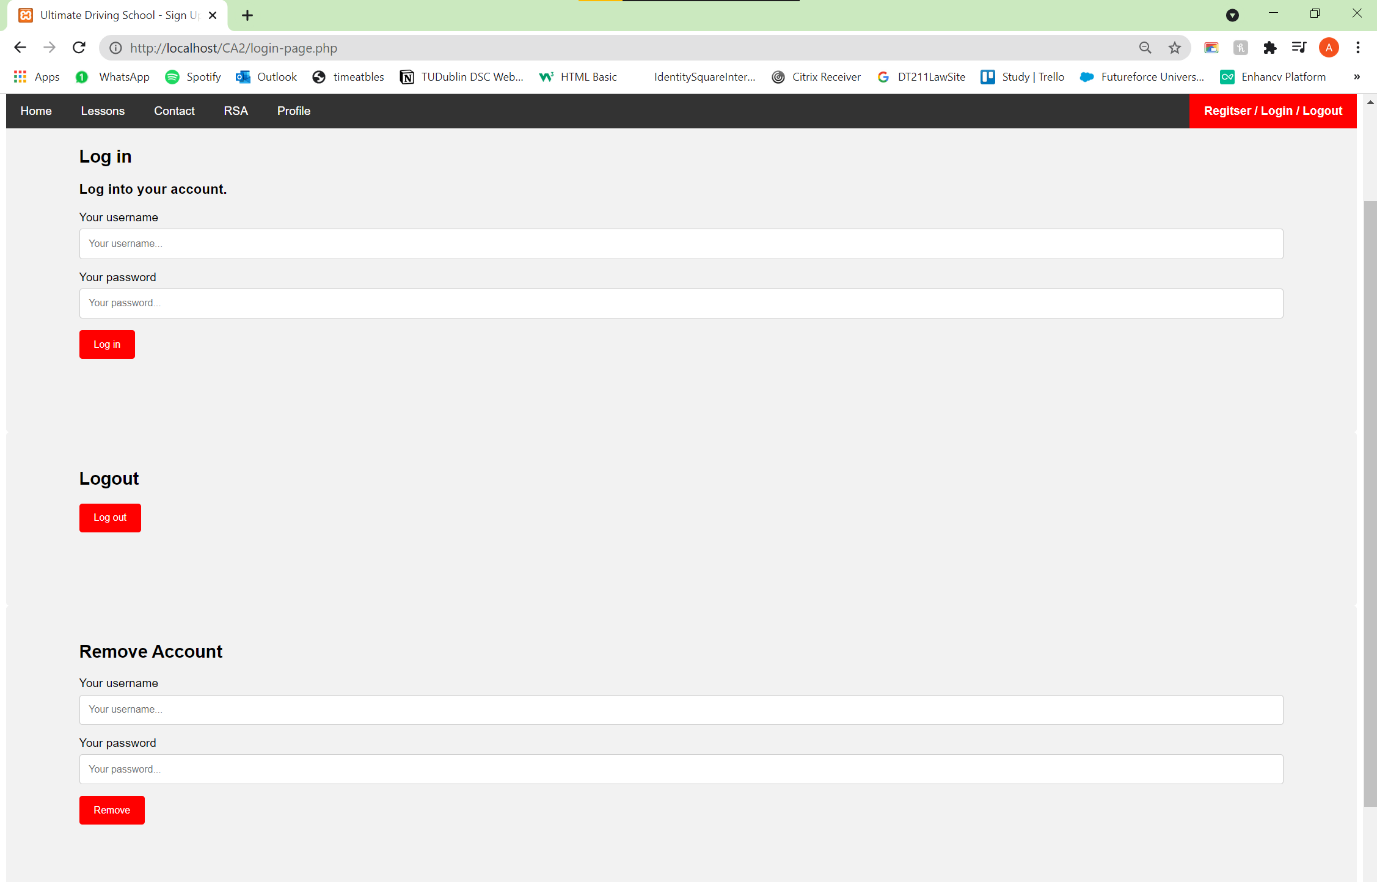 Ultimate Driving School - Sign U
http://localhost/CA2/login-page.php
A
Apps 1 WhatsApp Spotify Outlook timeatbles TUDublin DSC Web... HTML Basic IdentitySquareInter... Citrix Receiver DT211LawSite Study | Trello Futureforce Univers... Enhancv Platform »
Home Lessons Contact RSA Profile Regitser / Login / Logout
Log in
Log into your account.
Your username
Your username...
Your password
Your password...
Log in
Logout
Log out
Remove Account
Your username
Your username...
Your password
Your password...
Remove